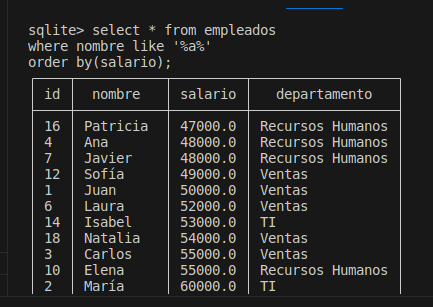 sqlite> select * from empleados
where nombre like '%a%'
order by(salario);
id nombre salario departamento
16 Patricia 47000.0 Recursos Humanos
4 Ana 48000.0 Recursos Humanos
7 Javier 48000.0 Recursos Humanos
12 Sofía 49000.0 Ventas
1 Juan 50000.0 Ventas
6 Laura 52000.0 Ventas
14 Isabel 53000.0 TI
18 Natalia 54000.0 Ventas
3 Carlos 55000.0 Ventas
10 Elena 55000.0 Recursos Humanos
2 María 60000.0 TI